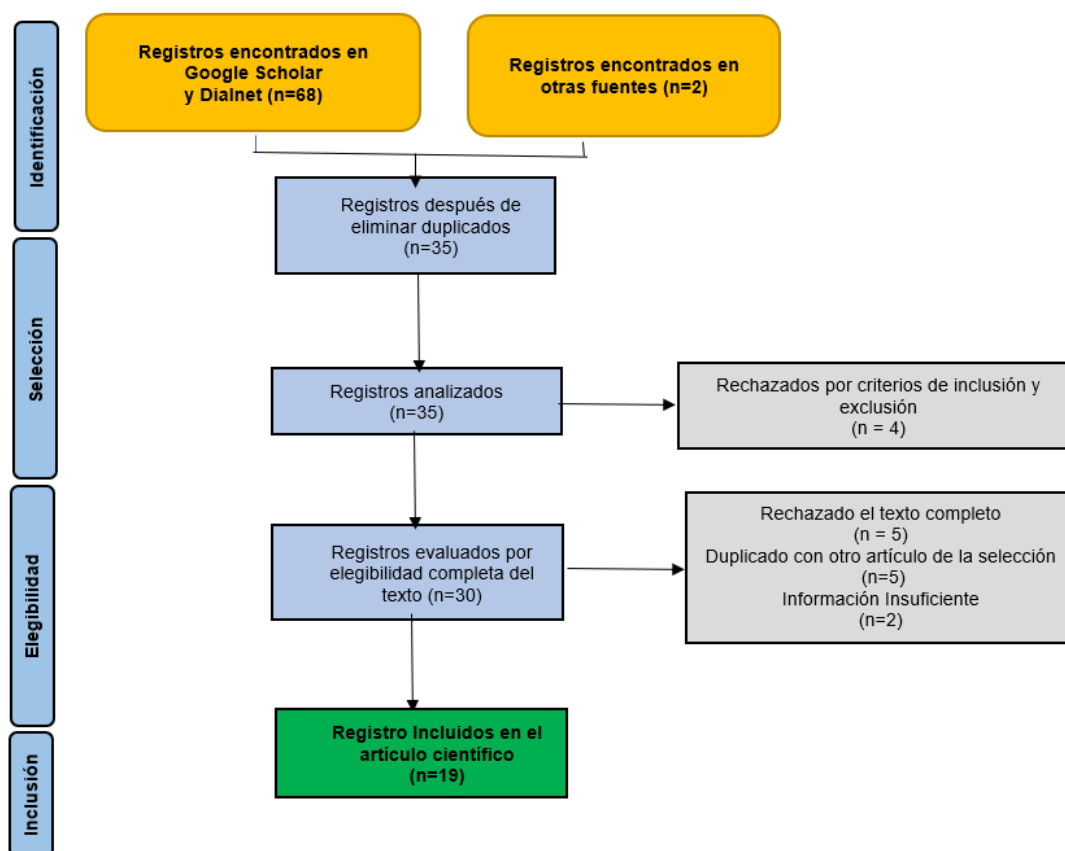 Identificación
Registros encontrados en
Google Scholar
y Dialnet (n=68)
Registros encontrados en
otras fuentes (n=2)
Registros después de
eliminar duplicados
(n=35)
Selección
Registros analizados
(n=35)
Rechazados por criterios de inclusión y
exclusión
(n = 4)
Elegibilidad
Registros evaluados por
elegibilidad completa del
texto (n=30)
Rechazado el texto completo
(n = 5)
Duplicado con otro artículo de la selección
(n=5)
Información Insuficiente
(n=2)
Inclusión
Registro Incluidos en el
artículo científico
(n=19)